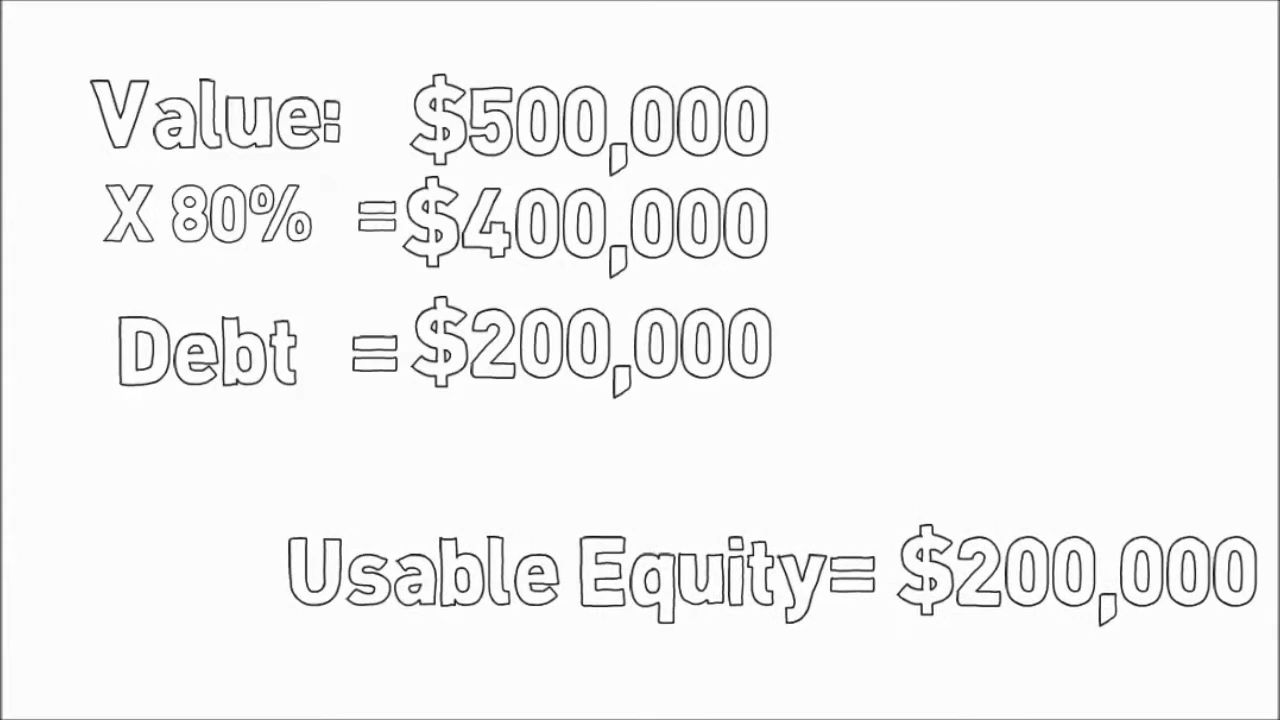 Value: $500,000
X 80% =$400,000
Debt =$200,000
Usable Equity= $200,000